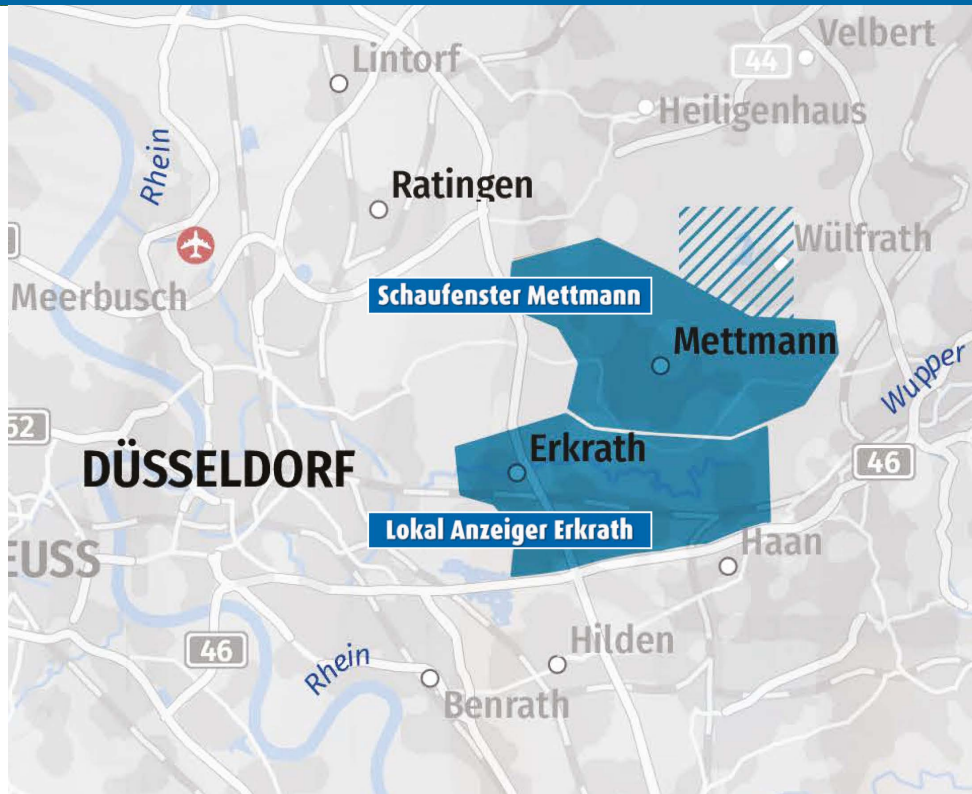 Velbert
Lintorf
44
Heiligenhaus
Rhein
Ratingen
Wülfrath
Meerbusch
Schaufenster Mettmann
Mettmann
Wupper
52
Erkrath
DÜSSELDORF
46
Lokal Anzeiger Erkrath
Haan
EUSS
Hilden
46
Rhein
Benrath